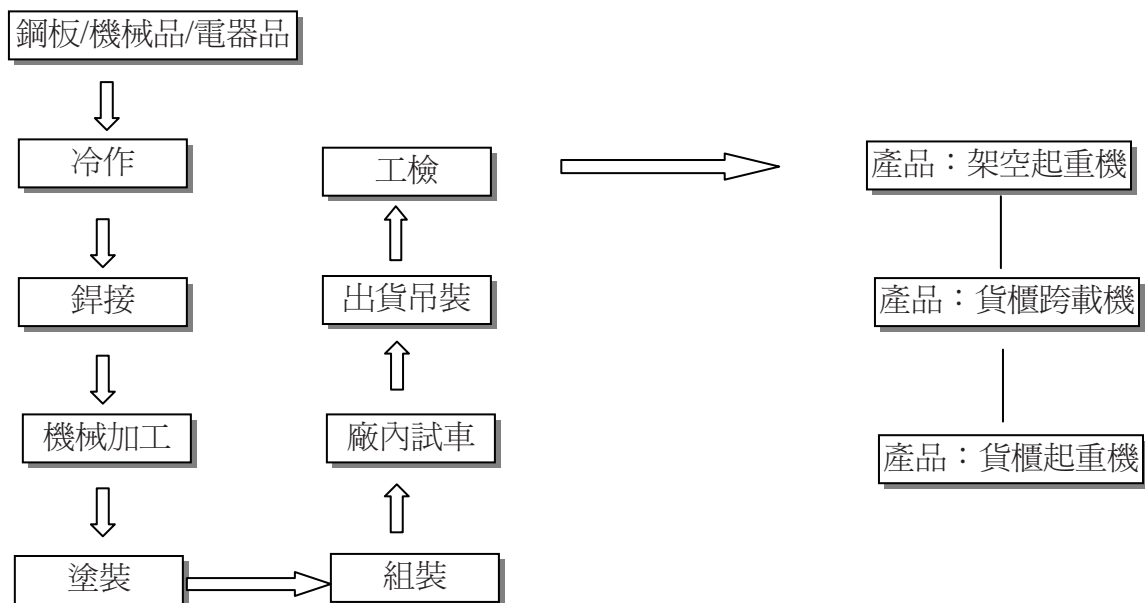 鋼板/機械品/電器品
冷作
銲接
機械加工
塗裝
組裝
廠內試車
出貨吊裝
工檢
產品：架空起重機
產品：貨櫃跨載機
產品：貨櫃起重機